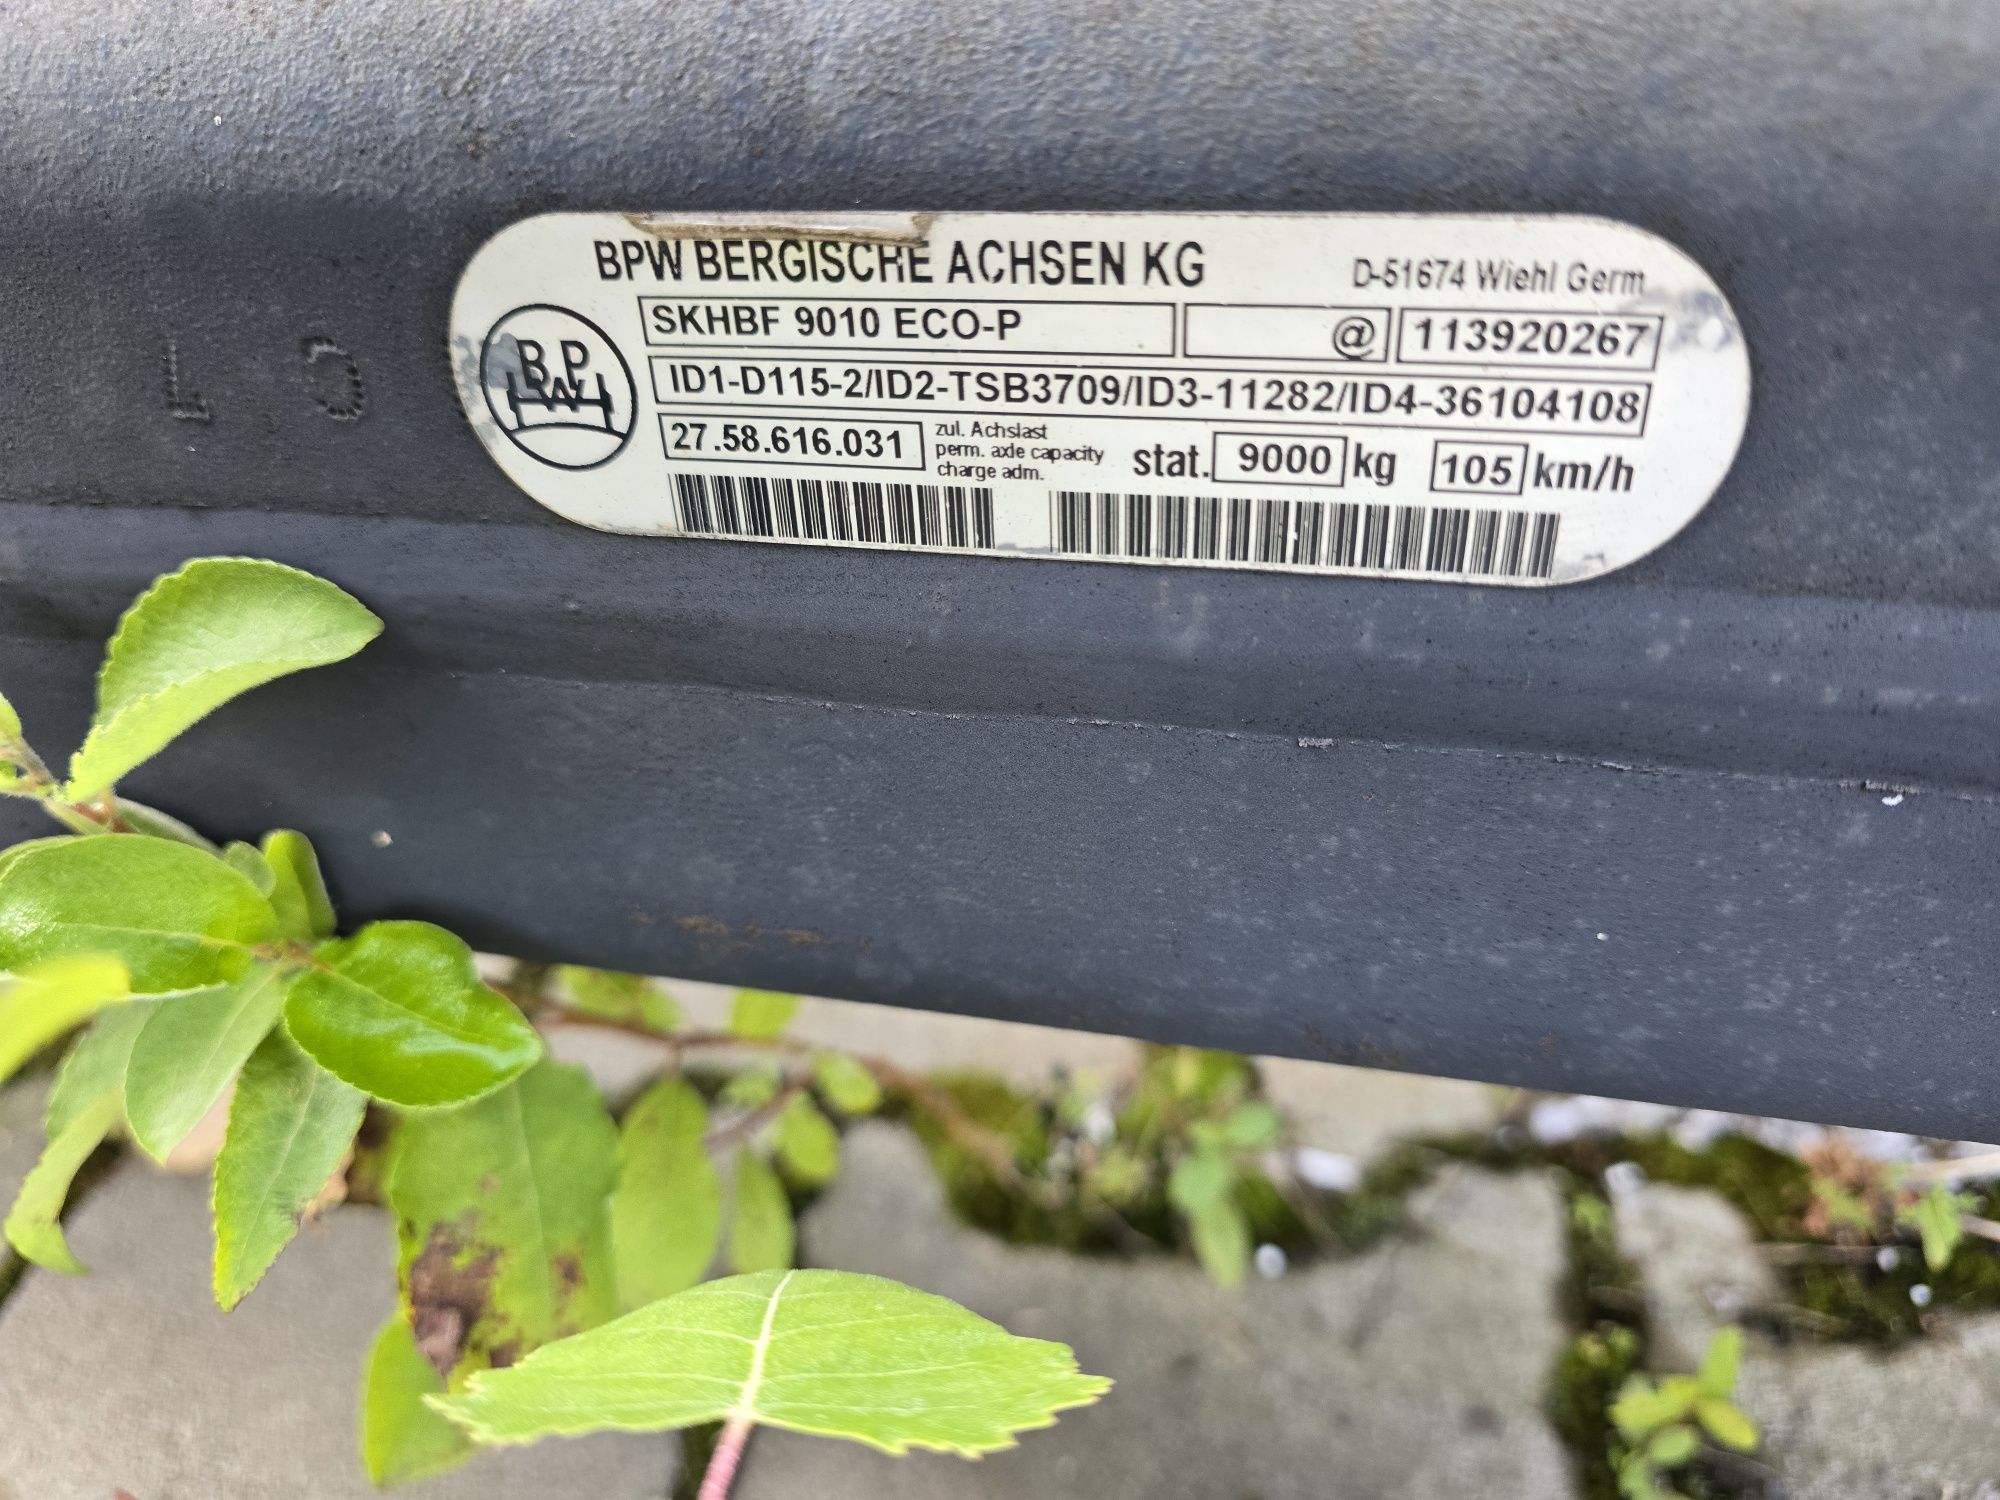 BPW BERGISCHE ACHSEN KG D-51674 Wiehl Germ
SKHBF 9010 ECO-P @ 113920267
BPW
ID1-D115-2/ID2-TSB3709/ID3-11282/ID4-36104108
27.58.616.031 zul. Achslast
perm. axle capacity
charge adm.
stat. 9000 kg 105 km/h